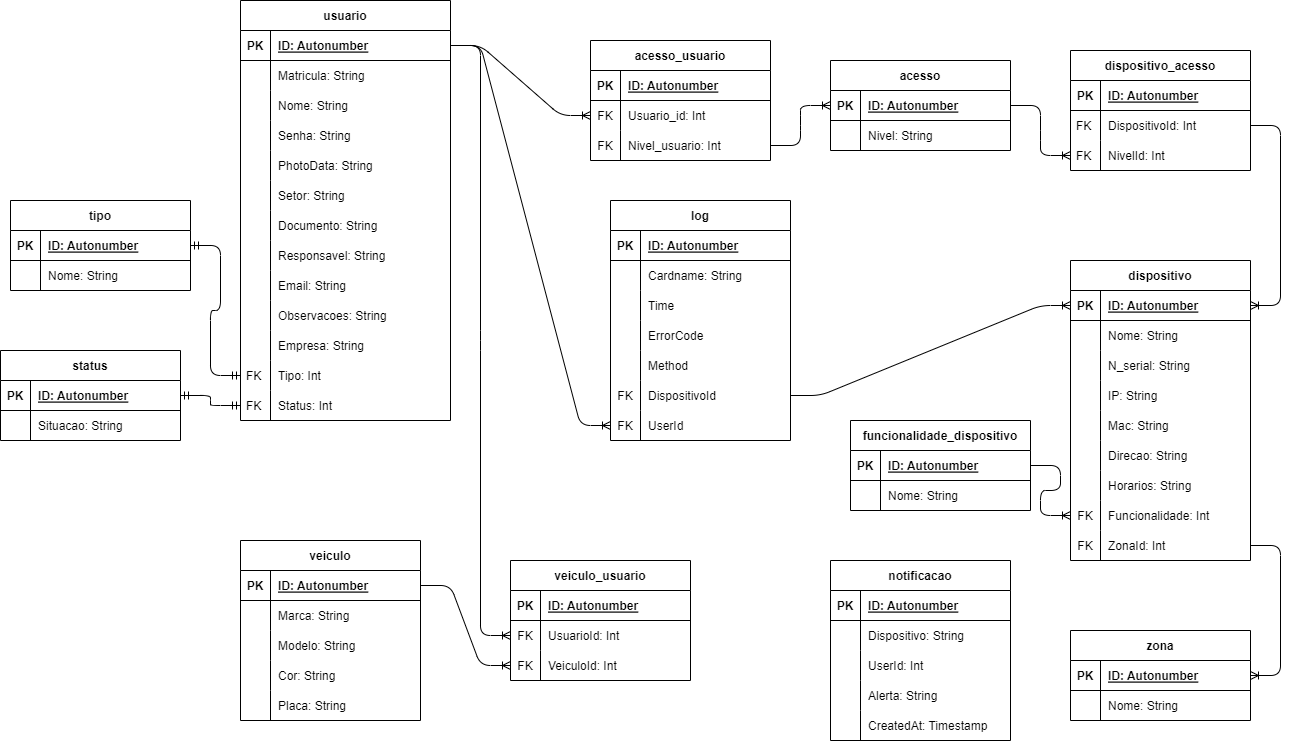 usuario
PK ID: Autonumber
Matricula: String
Nome: String
Senha: String
PhotoData: String
Setor: String
Documento: String
Responsavel: String
Email: String
Observacoes: String
Empresa: String
FK Tipo: Int
FK Status: Int
acesso_usuario
PK ID: Autonumber
FK Usuario_id: Int
FK Nivel_usuario: Int
acesso
PK ID: Autonumber
Nivel: String
dispositivo_acesso
PK ID: Autonumber
FK DispositivoId: Int
FK NivelId: Int
tipo
PK ID: Autonumber
Nome: String
status
PK ID: Autonumber
Situacao: String
log
PK ID: Autonumber
Cardname: String
Time
ErrorCode
Method
FK DispositivoId
FK UserId
dispositivo
PK ID: Autonumber
Nome: String
N_serial: String
IP: String
Mac: String
Direcao: String
Horarios: String
FK Funcionalidade: Int
FK ZonaId: Int
funcionalidade_dispositivo
PK ID: Autonumber
Nome: String
veiculo
PK ID: Autonumber
Marca: String
Modelo: String
Cor: String
Placa: String
veiculo_usuario
PK ID: Autonumber
FK UsuarioId: Int
FK VeiculoId: Int
notificacao
PK ID: Autonumber
Dispositivo: String
UserId: Int
Alerta: String
CreatedAt: Timestamp
zona
PK ID: Autonumber
Nome: String